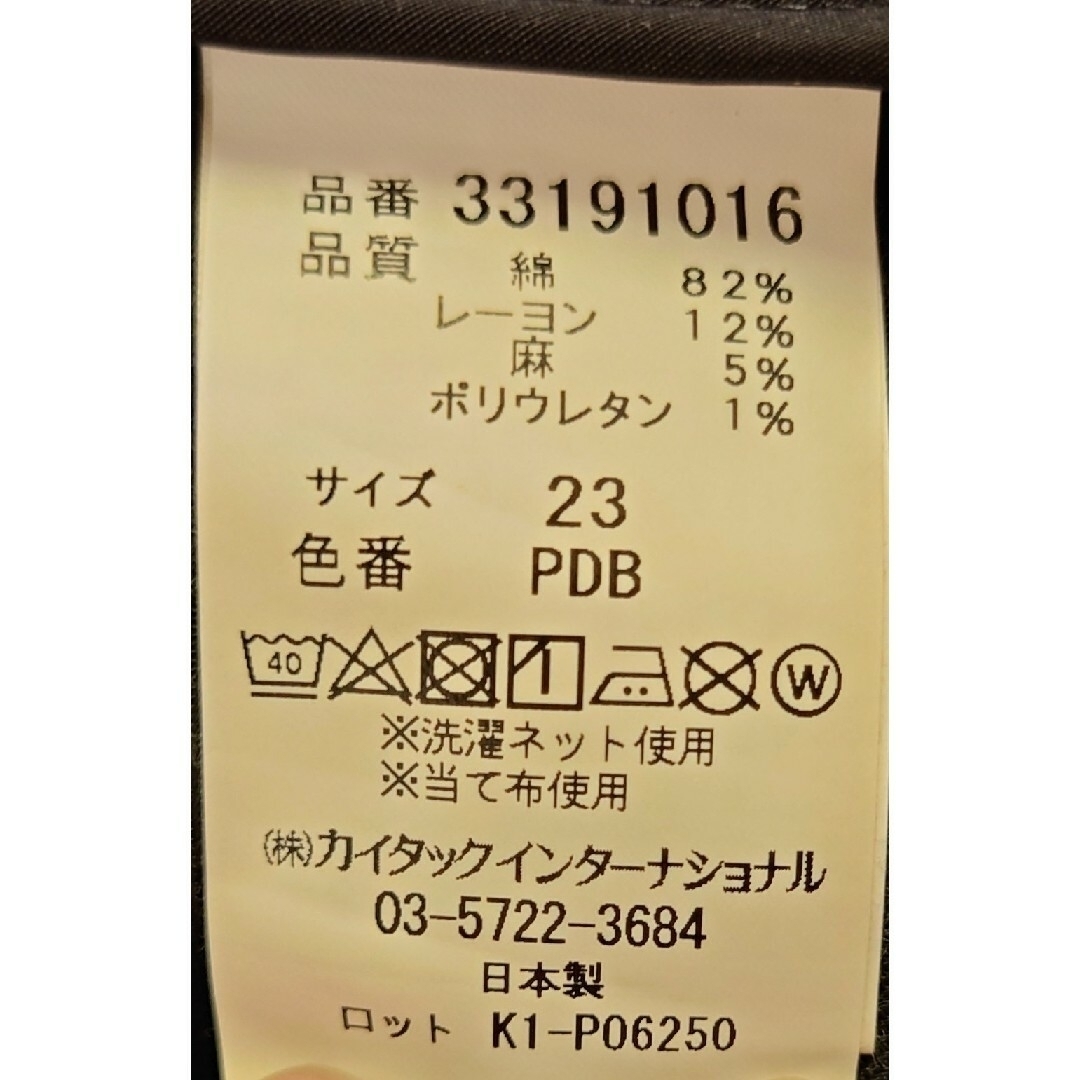 品番 33191016
品質 綿 82%
レーヨン 12%
麻 5%
ポリウレタン 1%
サイズ 23
色番 PDB
40 W
※洗濯ネット使用
※当て布使用
㈱カイタックインターナショナル
03-5722-3684
日本製
ロット K1-P06250